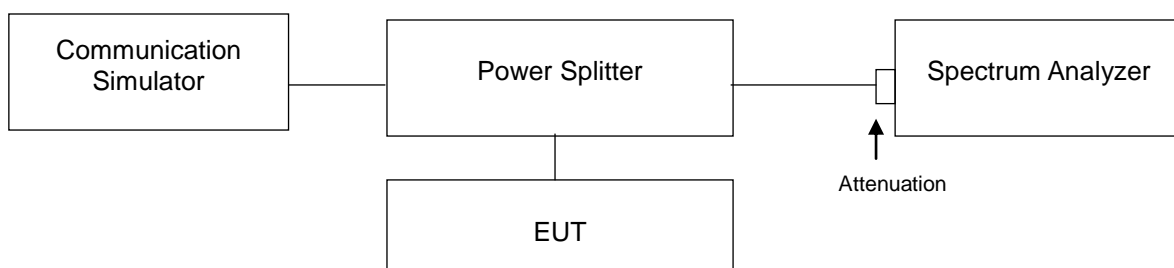 Communication
Simulator
Power Splitter
Spectrum Analyzer
Attenuation
EUT